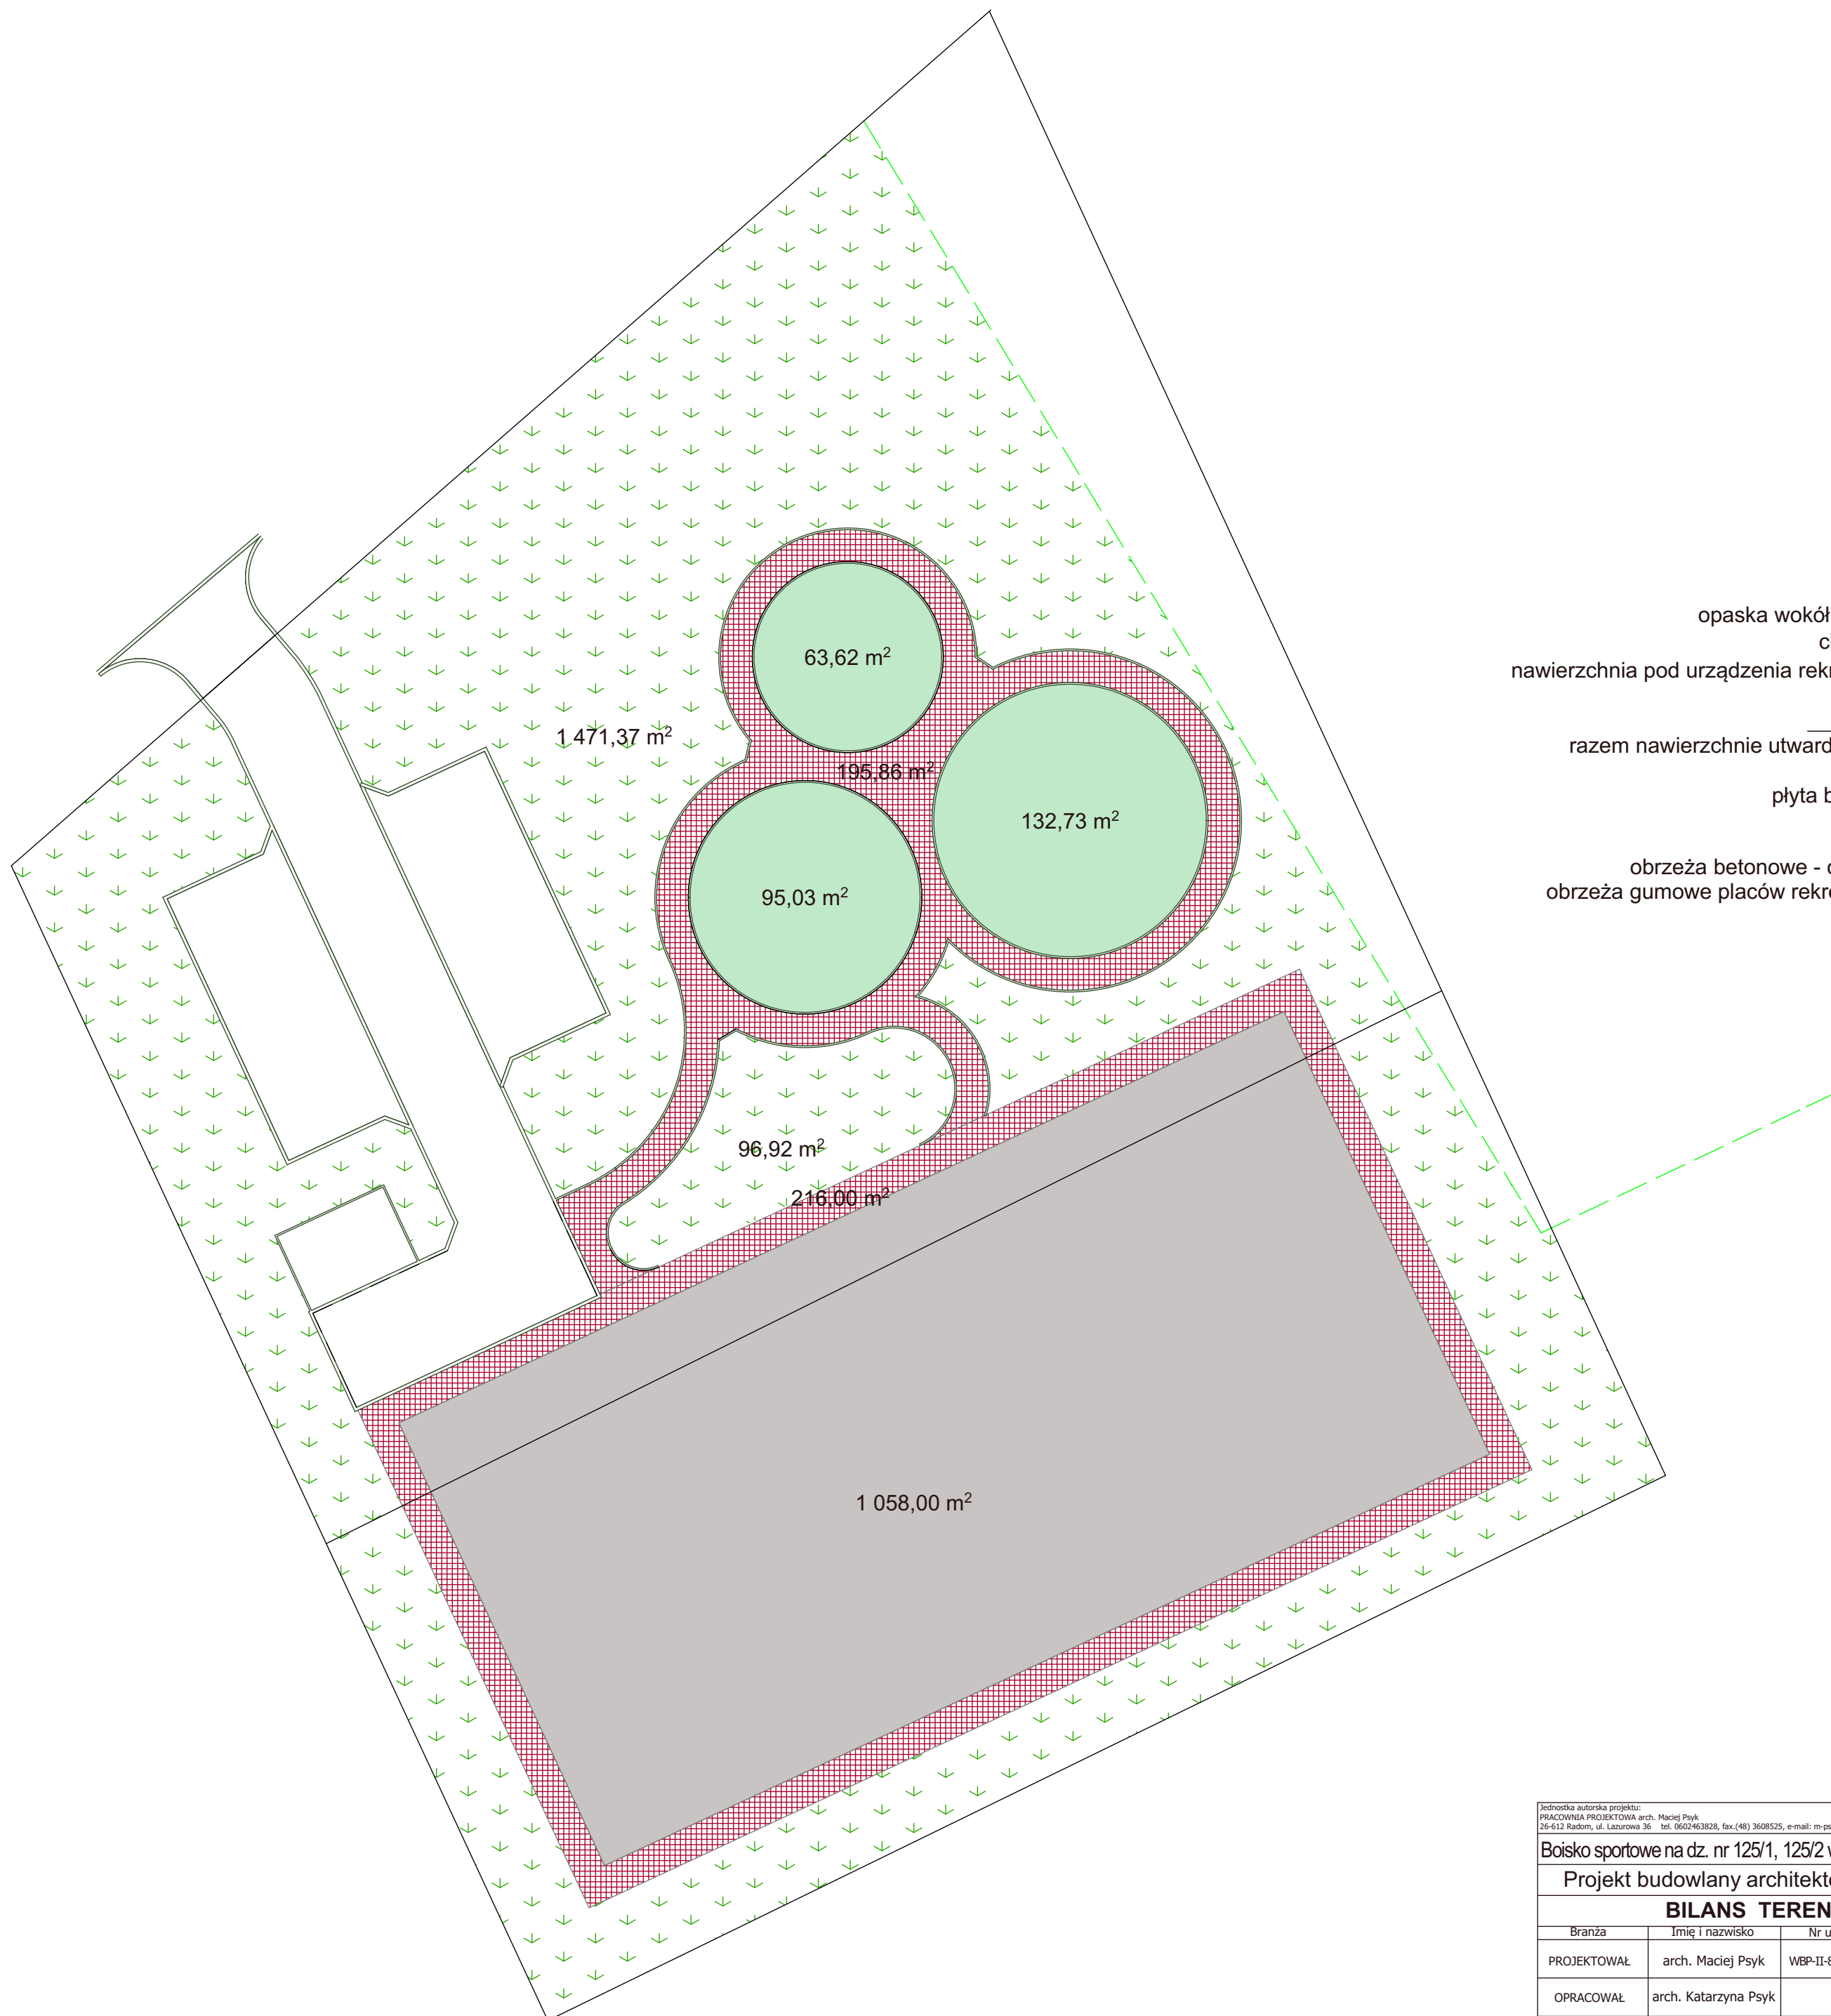 63,62 m²
1 471,37 m²
195,86 m²
132,73 m²
95,03 m²
96,92 m²
216,00 m²
1 058,00 m²
opaska wokół
nawierzchnia pod urządzenia
razem nawierzchnie
płyta
obrzeża betonowe -
obrzeża gumowe placów
Jednostka autorska projektu:
PRACOWNIA PROJEKTOWA arch. Maciej Psyk
26-612 Radom, ul. Lazurowa 36 tel. 0602463828, fax.(48) 3608525, e-mail:
Boisko sportowe na dz. nr 125/1, 125/2
Projekt budowlany
BILANS TEREN
Branża Imię i nazwisko Nr
PROJEKTOWAŁ arch. Maciej Psyk WBP-II-8
OPRACOWAŁ arch. Katarzyna Psyk